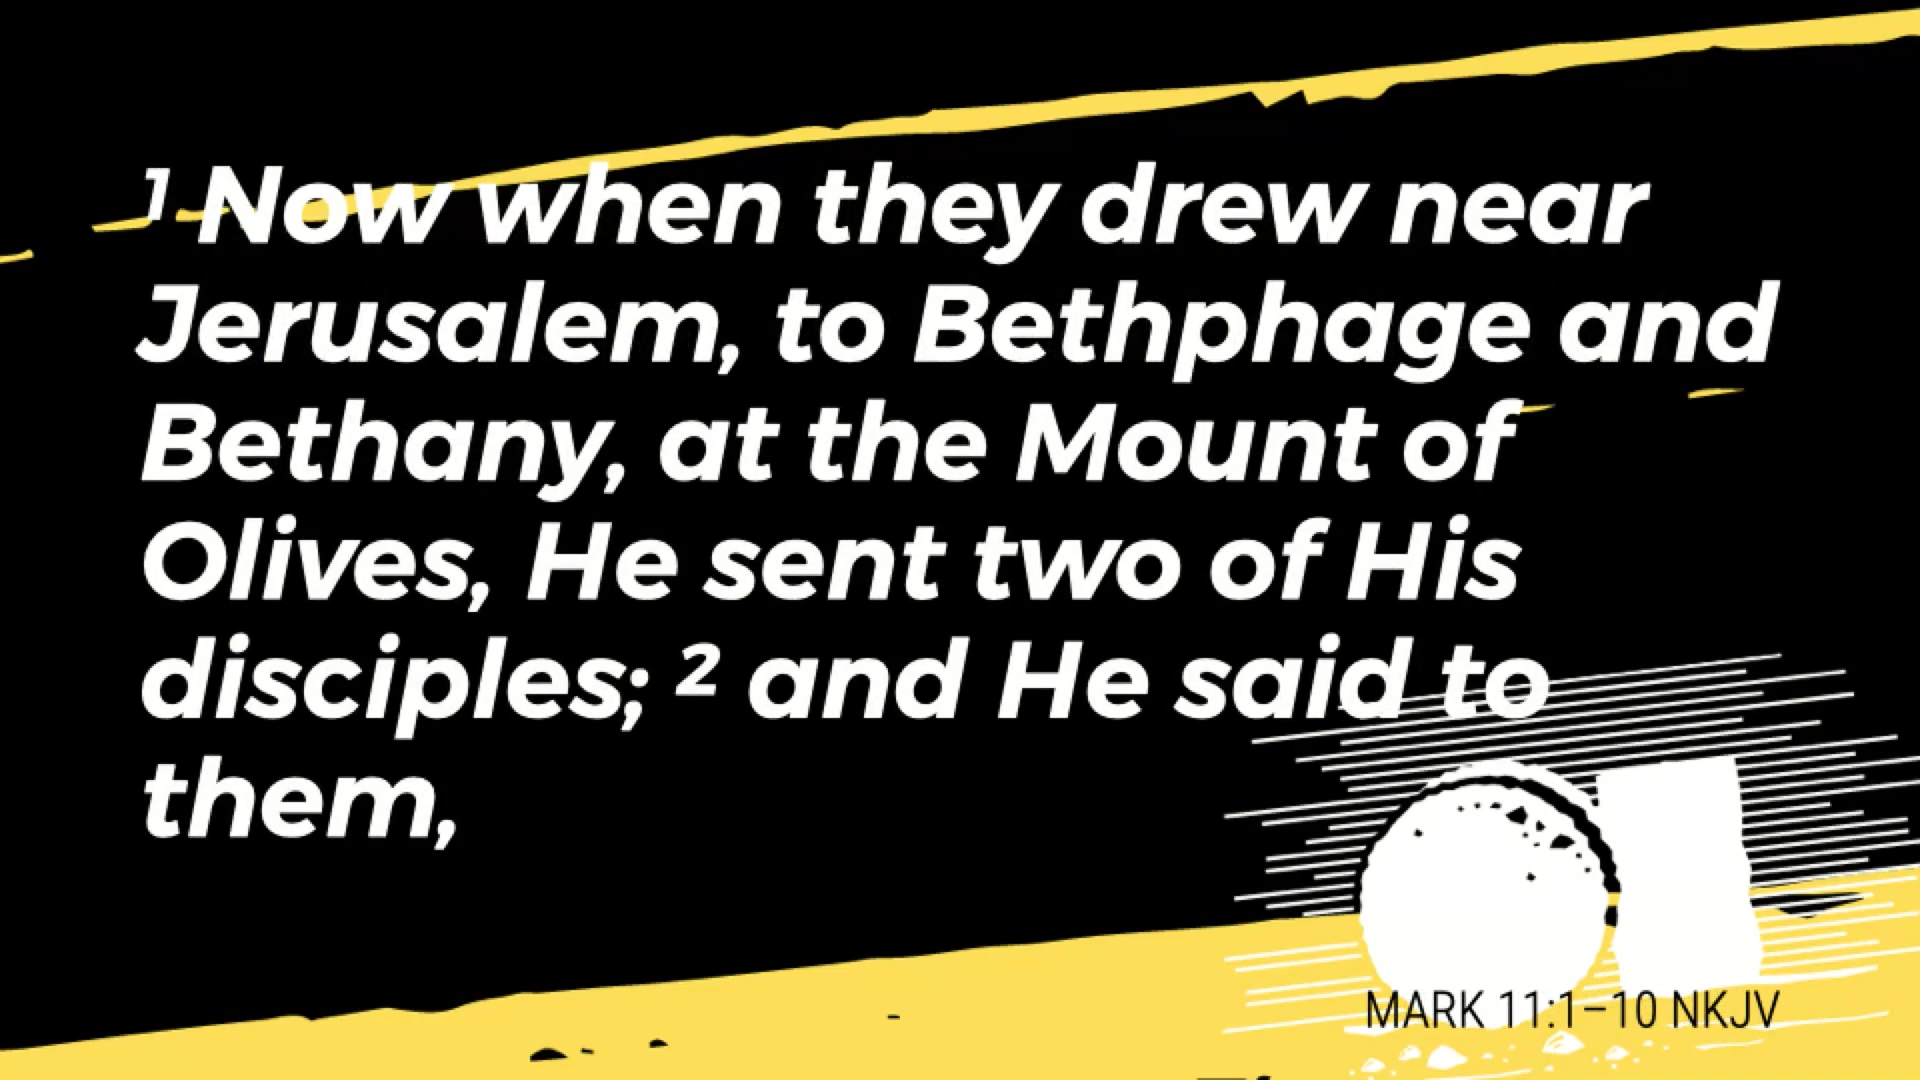 ¹ Now when they drew near
Jerusalem, to Bethphage and
Bethany, at the Mount of
Olives, He sent two of His
disciples; ² and He said to
them,
MARK 11:1–10 NKJV